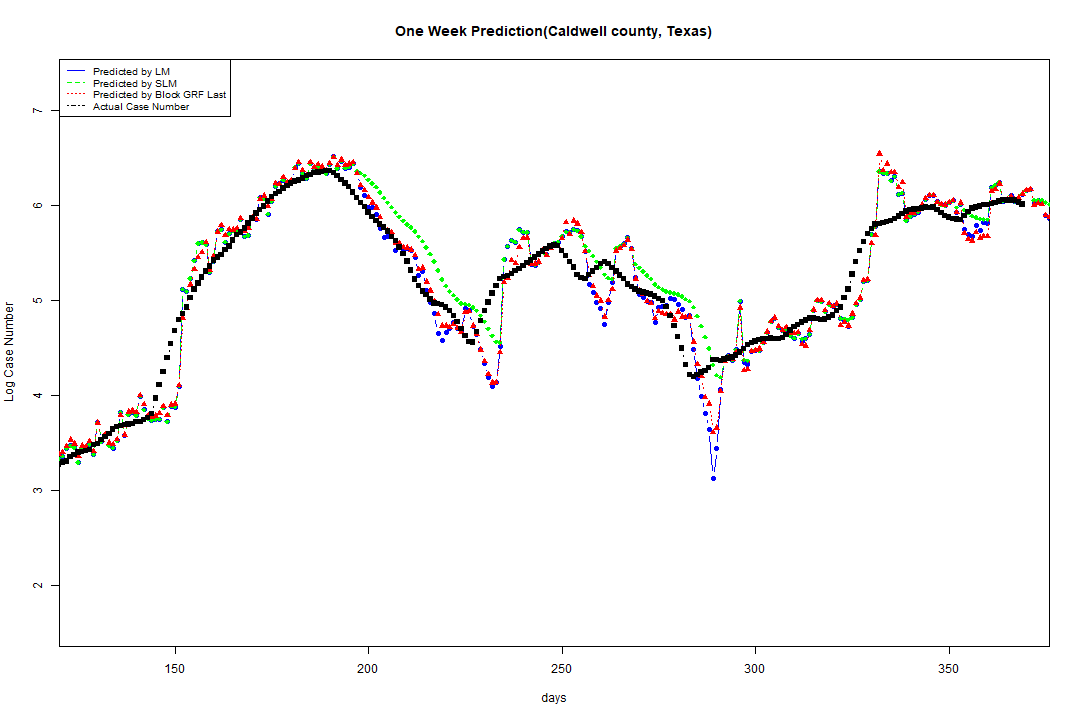 One Week Prediction(Caldwell county, Texas)
Predicted by LM
Predicted by SLM
Predicted by Block GRF Last
Actual Case Number
Log Case Number
7
6
5
4
3
2
150 200 250 300 350
days